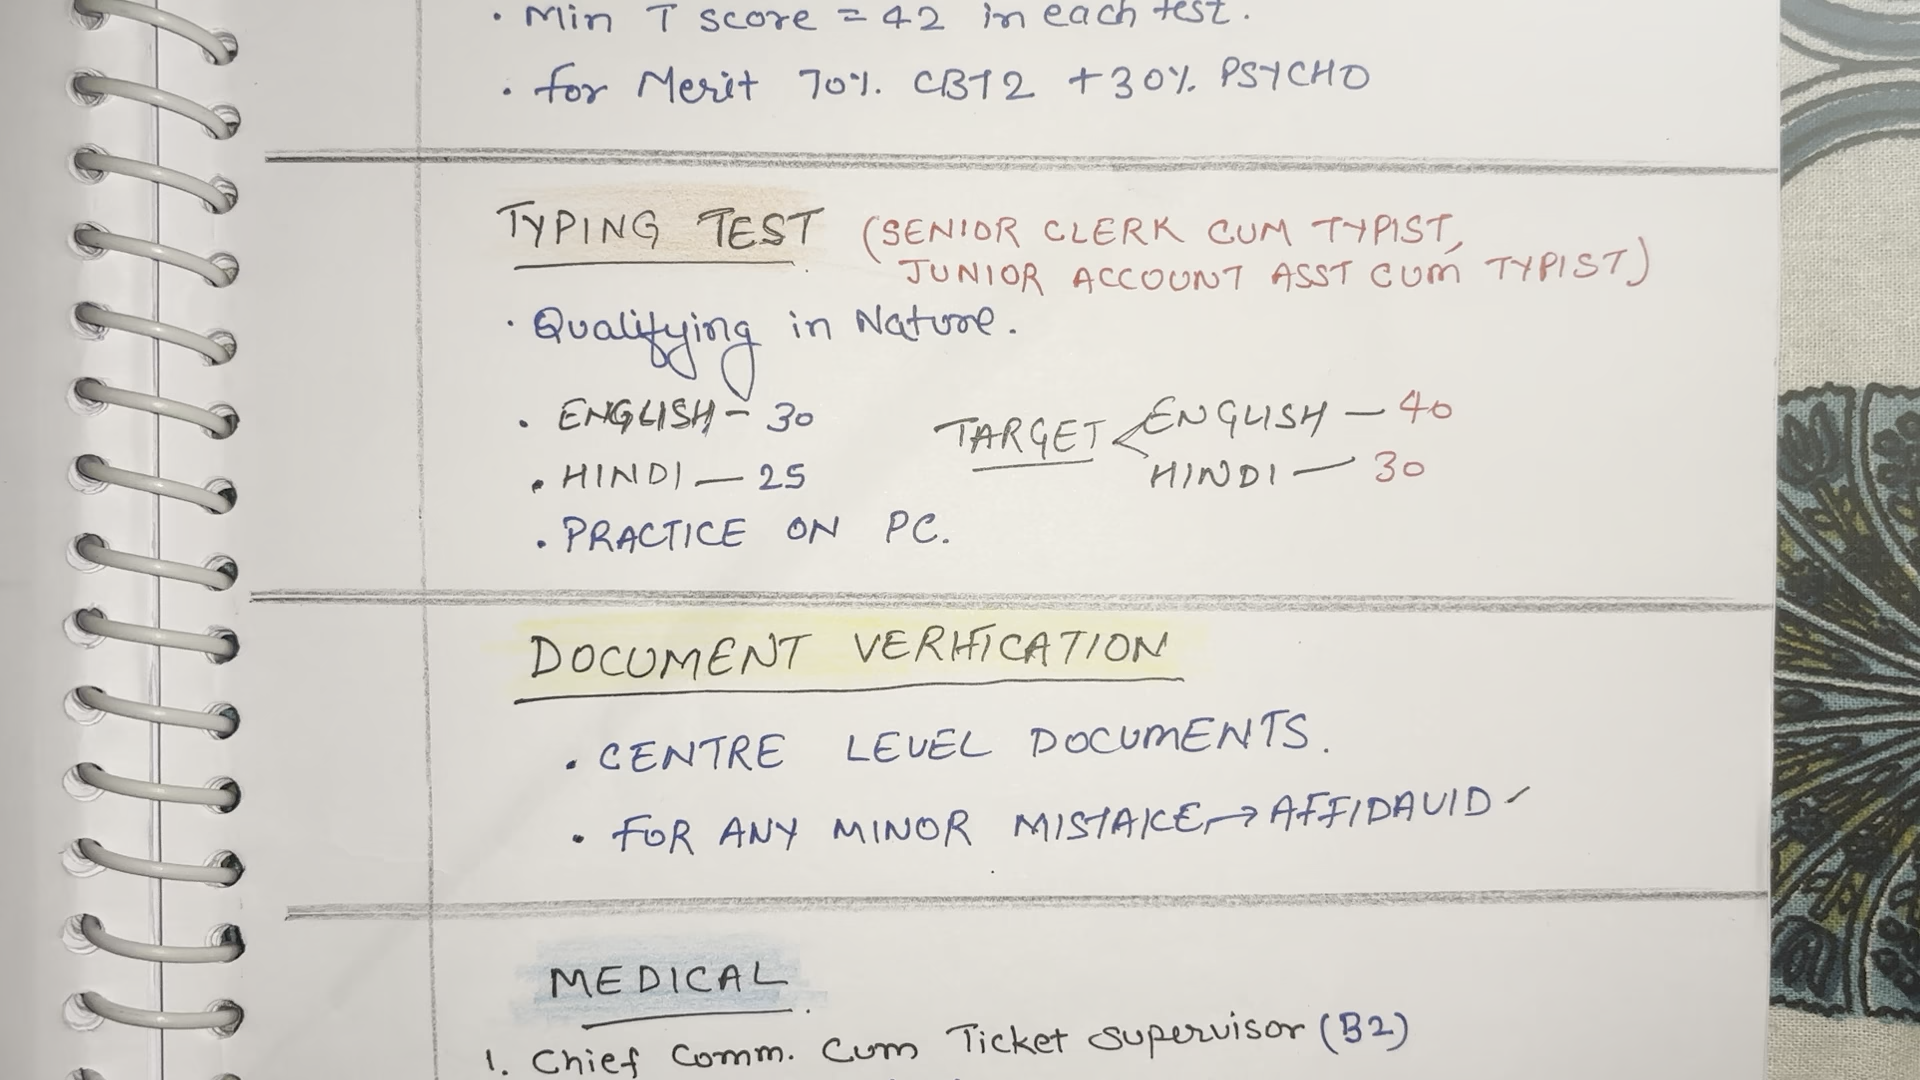 · Min T score = 42 in each test.
· for Merit 70% CBT2 + 30% PSYCHO
TYPING TEST (SENIOR CLERK CUM TYPIST,
JUNIOR ACCOUNT ASST CUM TYPIST)
· Qualifying in Nature.
· ENGLISH - 30
· HINDI — 25
TARGET < ENGLISH — 40
HINDI — 30
· PRACTICE ON PC.
DOCUMENT VERIFICATION
· CENTRE LEVEL DOCUMENTS.
· FOR ANY MINOR MISTAKE → AFFIDAVID ✓
MEDICAL
1. Chief Comm. Cum Ticket Supervisor (B2)